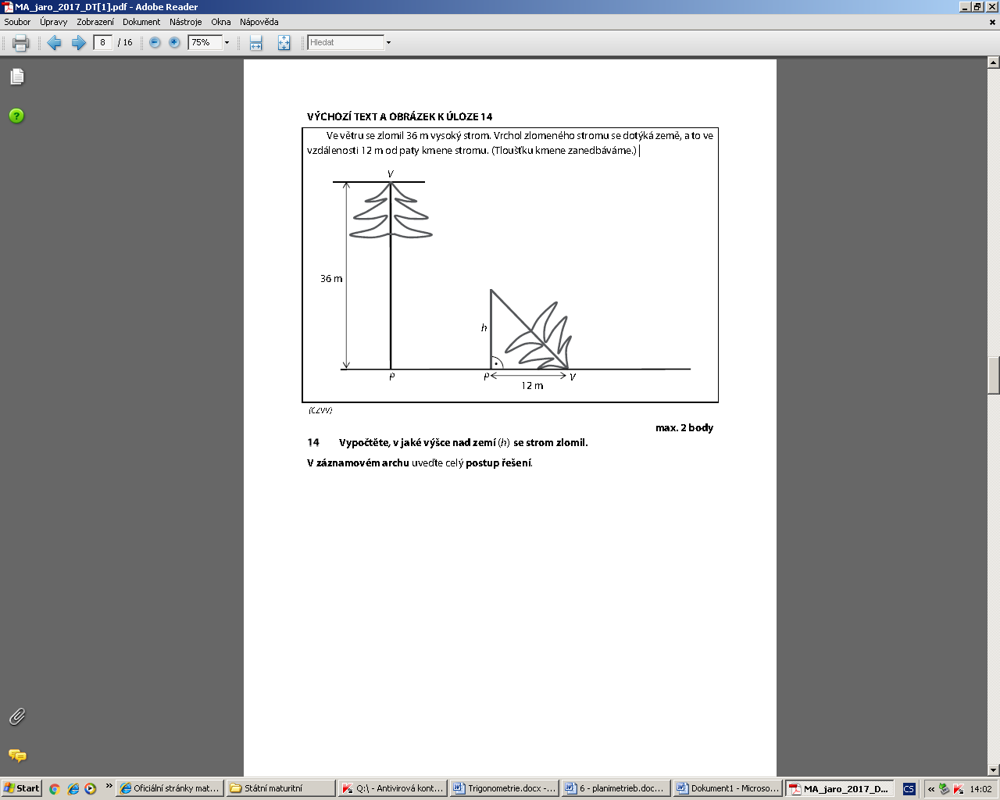 MA_jaro_2017_DT[1].pdf - Adobe Reader
Soubor Úpravy Zobrazení Dokument Nástroje Okna Nápověda
8 / 16 75% Hledat
VÝCHOZÍ TEXT A OBRÁZEK K ÚLOZE 14
Ve větru se zlomil 36 m vysoký strom. Vrchol zlomeného stromu se dotýká země, a to ve
vzdálenosti 12 m od paty kmene stromu. (Tloušťku kmene zanedbáváme.)
V
36 m
h
P P V
12 m
(CZVV)
max. 2 body
14 Vypočtěte, v jaké výšce nad zemí (h) se strom zlomil.
V záznamovém archu uveďte celý postup řešení.
Start » Oficiální stránky mat... Státní maturitní Q:\ - Antivirová kont... Trigonometrie.docx -... 6 - planimetrieb.doc... Dokument1 - Microso... MA_jaro_2017_D... CS « 14:02